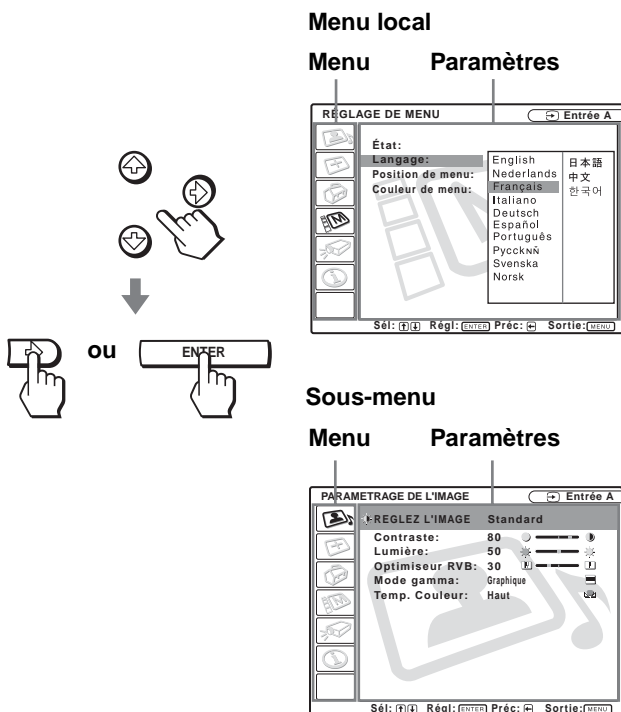 Menu local
Menu Paramètres
RÉGLAGE DE MENU Entrée A
État:
Langage:
Position de menu:
Couleur de menu:
English
Nederlands
Français
Italiano
Deutsch
Español
Português
Русскии̃
Svenska
Norsk
日本語
中文
한국어
Sél: Régl: ENTER Préc: Sortie: MENU
ou
ENTER
Sous-menu
Menu Paramètres
PARAMETRAGE DE L'IMAGE Entrée A
REGLEZ L'IMAGE Standard
Contraste: 80
Lumière: 50
Optimiseur RVB: 30
Mode gamma: Graphique
Temp. Couleur: Haut
Sél: Régl: ENTER Préc: Sortie: MENU